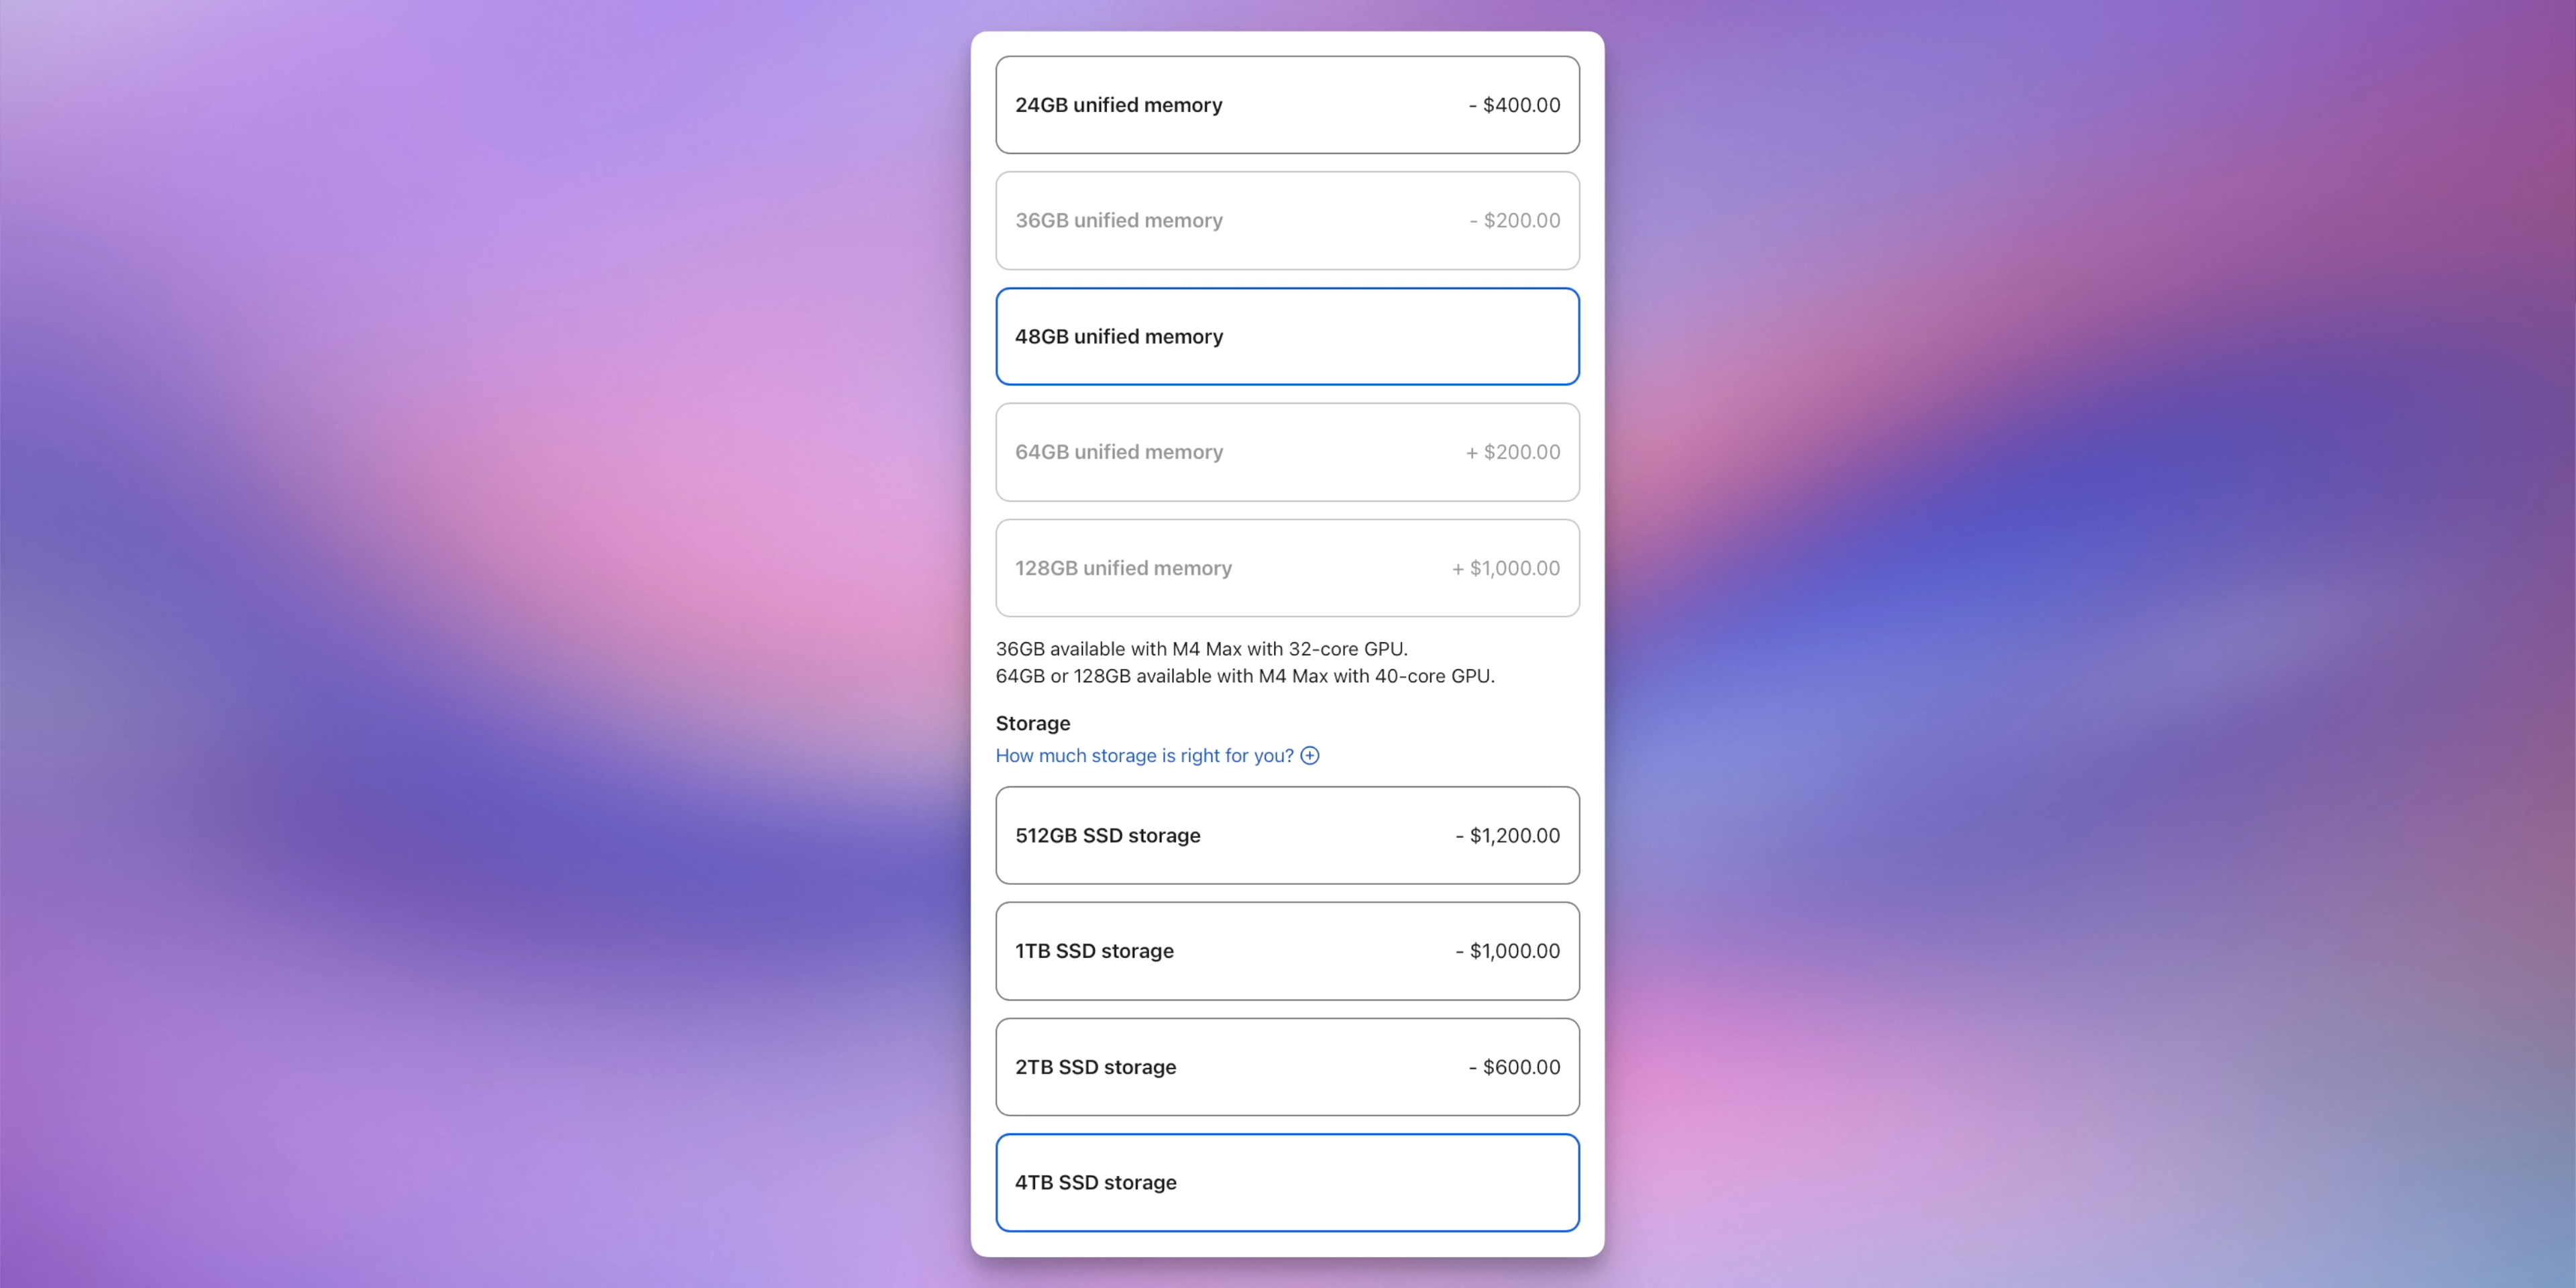 24GB unified memory - $400.00
36GB unified memory - $200.00
48GB unified memory
64GB unified memory + $200.00
128GB unified memory + $1,000.00
36GB available with M4 Max with 32-core GPU.
64GB or 128GB available with M4 Max with 40-core GPU.
Storage
How much storage is right for you?
512GB SSD storage - $1,200.00
1TB SSD storage - $1,000.00
2TB SSD storage - $600.00
4TB SSD storage